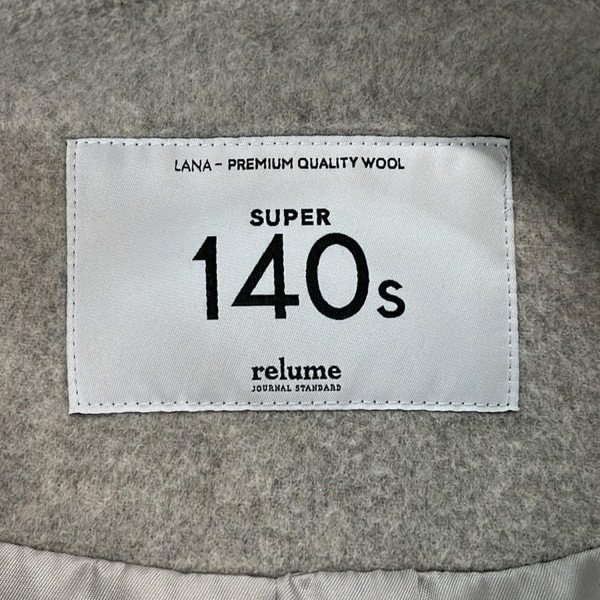 LANA – PREMIUM QUALITY WOOL
SUPER
140s
relume
JOURNAL STANDARD